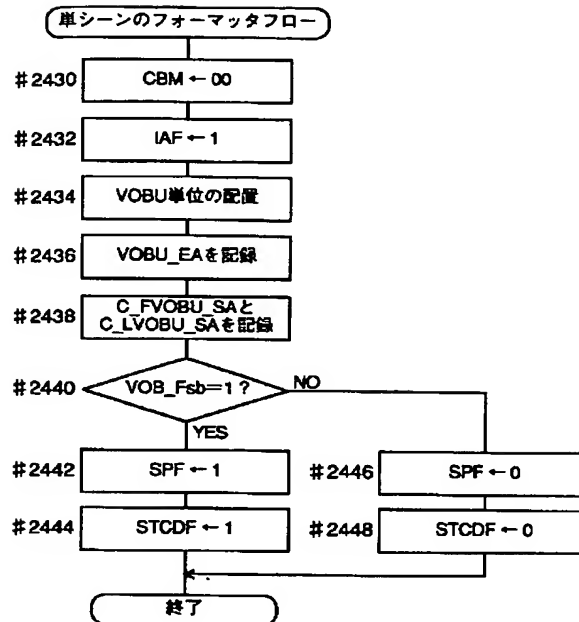 単シーンのフォーマッタフロー
#2430
CBM ← 00
#2432
IAF ← 1
#2434
VOBU単位の配置
#2436
VOBU_EAを記録
#2438
C_FVOBU_SAと
C_LVOBU_SAを記録
#2440
VOB_Fsb=1?
NO
YES
#2442
SPF ← 1
#2446
SPF ← 0
#2444
STCDF ← 1
#2448
STCDF ← 0
終了